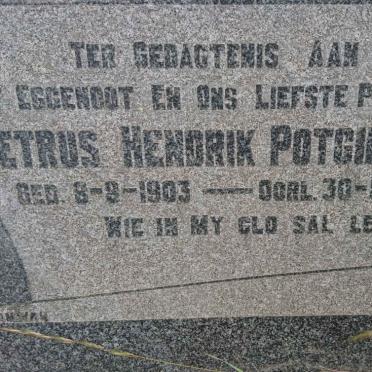 TER GEDAGTENIS AAN
EGGENOOT EN ONS LIEFSTE P
ETRUS HENDRIK POTGI
GEB. 6-9-1903 — OORL. 30-
WIE IN MY GLO SAL LE